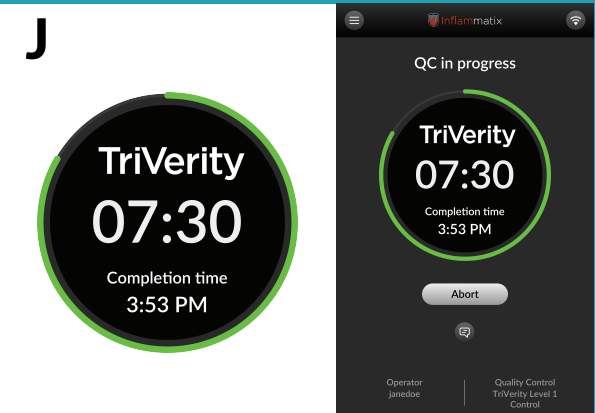 J
TriVerity
07:30
Completion time
3:53 PM
Inflammatix
QC in progress
TriVerity
07:30
Completion time
3:53 PM
Abort
Operator
janedoe
Quality Control
TriVerity Level 1
Control